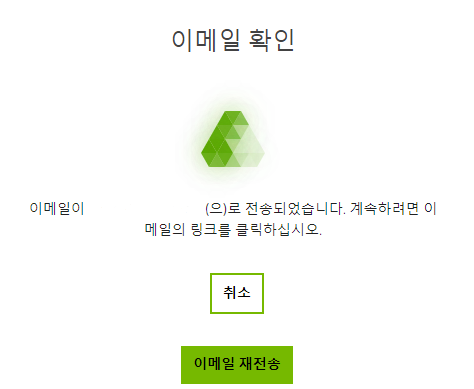 이메일 확인
이메일이 (으)로 전송되었습니다. 계속하려면 이
메일의 링크를 클릭하십시오.
취소
이메일 재전송